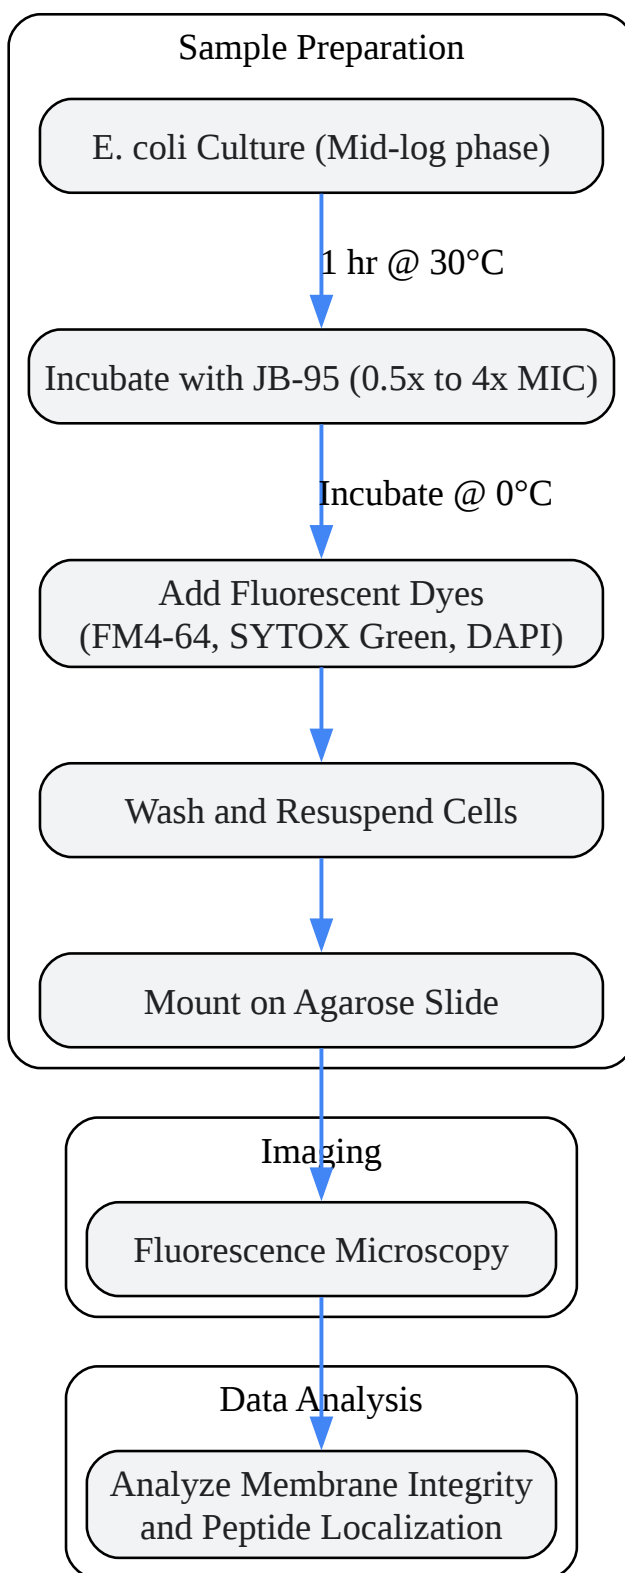 Sample Preparation
E. coli Culture (Mid-log phase)
1 hr @ 30°C
Incubate with JB-95 (0.5x to 4x MIC)
Incubate @ 0°C
Add Fluorescent Dyes
(FM4-64, SYTOX Green, DAPI)
Wash and Resuspend Cells
Mount on Agarose Slide
Imaging
Fluorescence Microscopy
Data Analysis
Analyze Membrane Integrity
and Peptide Localization